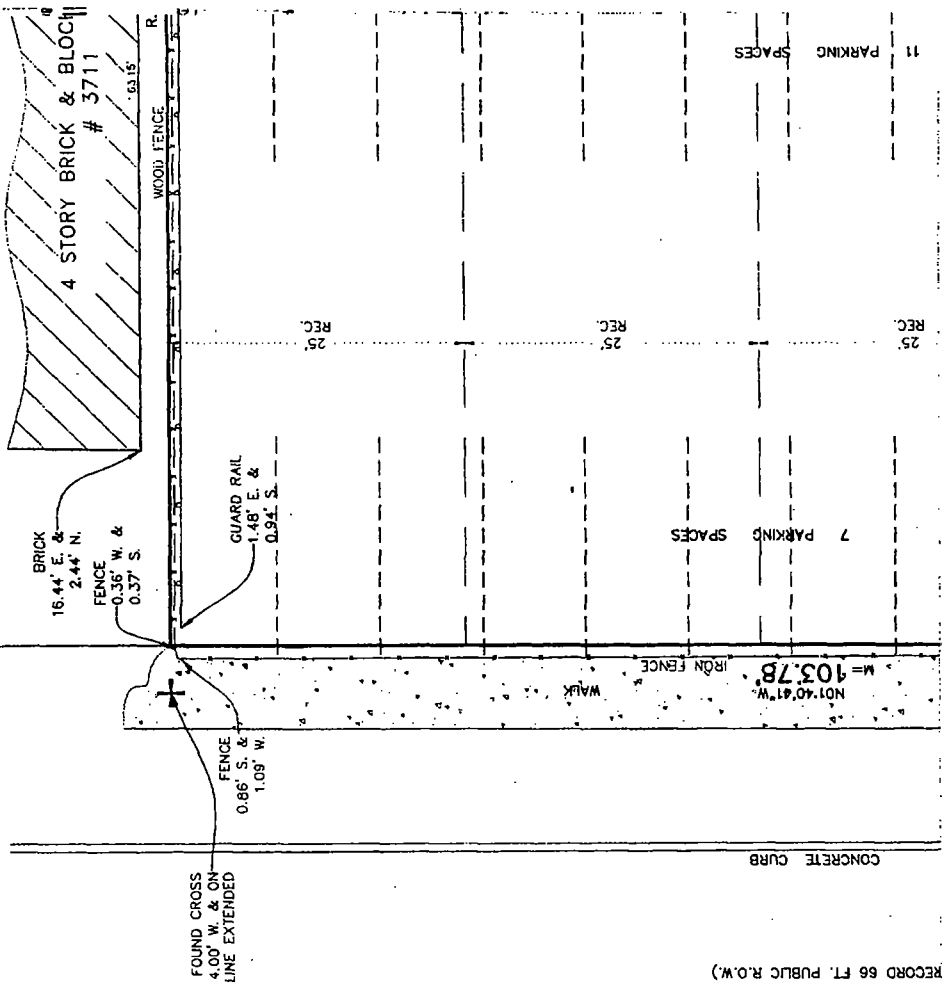 4 STORY BRICK & BLOC
# 3711
63.15'
R.
WOOD FENCE
11 PARKING SPACES
25'
REC.
25'
REC.
25'
REC.
BRICK
16.44' E. &
2.44' N.
FENCE
0.36' W. &
0.37' S.
GUARD RAIL
1.48' E. &
0.94' S.
7 PARKING SPACES
IRON FENCE
M=103.78'
N01°40'41"W.
WALK
FENCE
0.86' S. &
1.09' W.
FOUND CROSS
4.00' W. & ON
LINE EXTENDED
CONCRETE CURB
RECORD 66 FT. PUBLIC R.O.W.)